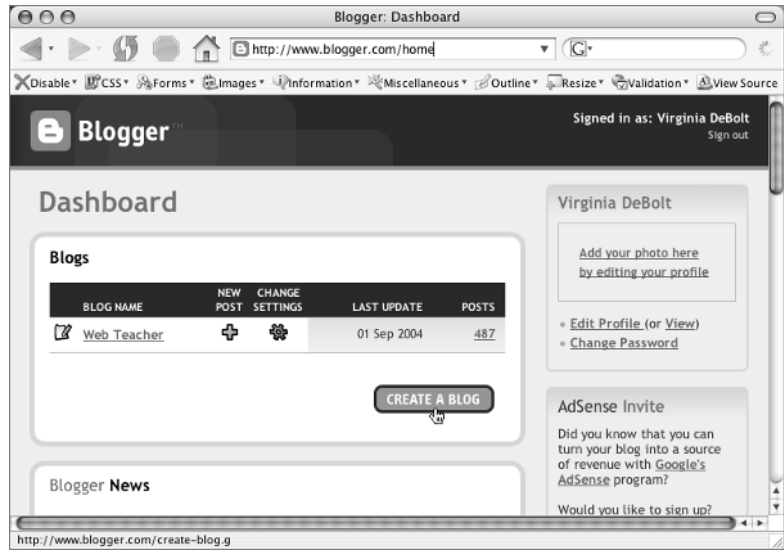 Blogger: Dashboard
http://www.blogger.com/home
G
Disable CSS Forms Images Information Miscellaneous Outline Resize Validation View Source
Blogger™
Signed in as: Virginia DeBolt
Sign out
Dashboard
Blogs
BLOG NAME NEW POST CHANGE SETTINGS LAST UPDATE POSTS
Web Teacher 01 Sep 2004 487
CREATE A BLOG
Blogger News
Virginia DeBolt
Add your photo here
by editing your profile
Edit Profile (or View)
Change Password
AdSense Invite
Did you know that you can
turn your blog into a source
of revenue with Google's
AdSense program?
Would you like to sign up?
http://www.blogger.com/create-blog.g